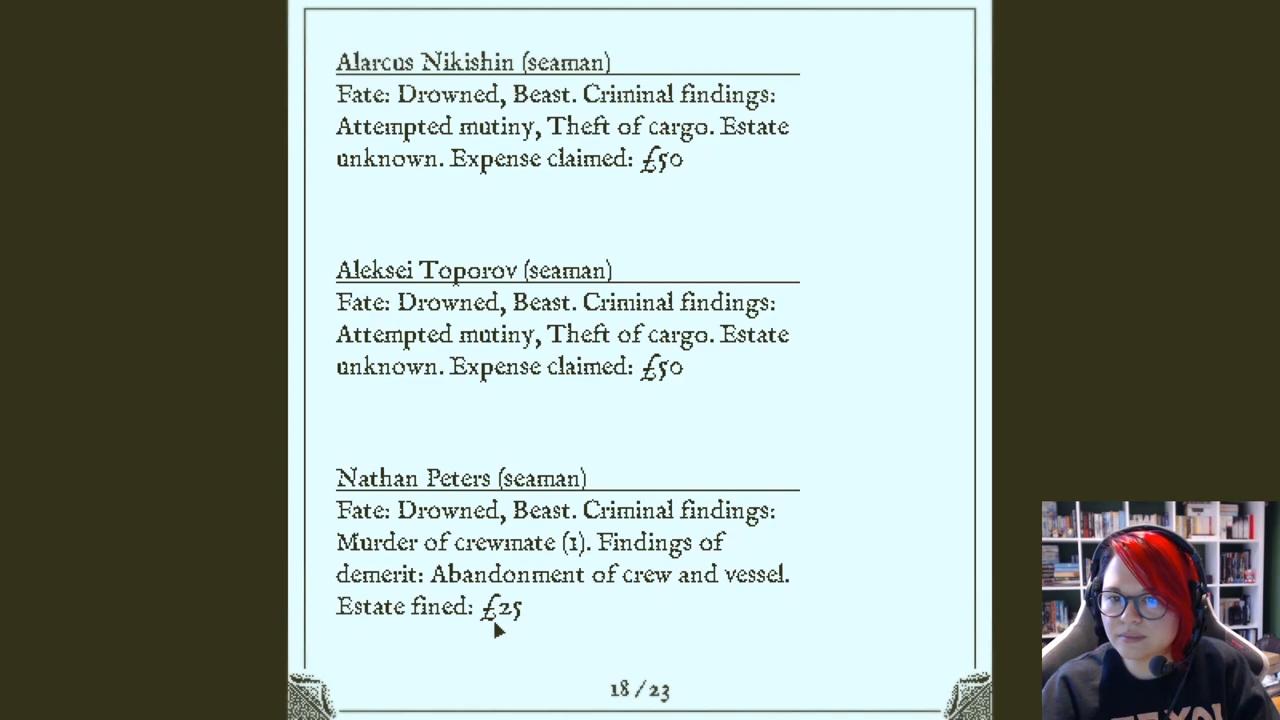 Alarcus Nikishin (seaman)
Fate: Drowned, Beast. Criminal findings:
Attempted mutiny, Theft of cargo. Estate
unknown. Expense claimed: £50
Aleksei Toporov (seaman)
Fate: Drowned, Beast. Criminal findings:
Attempted mutiny, Theft of cargo. Estate
unknown. Expense claimed: £50
Nathan Peters (seaman)
Fate: Drowned, Beast. Criminal findings:
Murder of crewmate (1). Findings of
demerit: Abandonment of crew and vessel.
Estate fined: £25
18/23